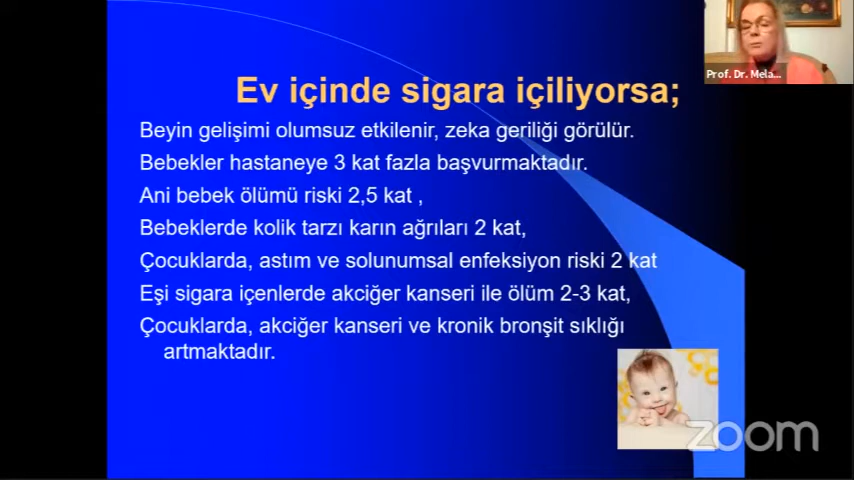 Prof. Dr. Mela...
Ev içinde sigara içiliyorsa;
Beyin gelişimi olumsuz etkilenir, zeka geriliği görülür.
Bebekler hastaneye 3 kat fazla başvurmaktadır.
Ani bebek ölümü riski 2,5 kat ,
Bebeklerde kolik tarzı karın ağrıları 2 kat,
Çocuklarda, astım ve solunumsal enfeksiyon riski 2 kat
Eşi sigara içenlerde akciğer kanseri ile ölüm 2-3 kat,
Çocuklarda, akciğer kanseri ve kronik bronşit sıklığı
artmaktadır.
zoom